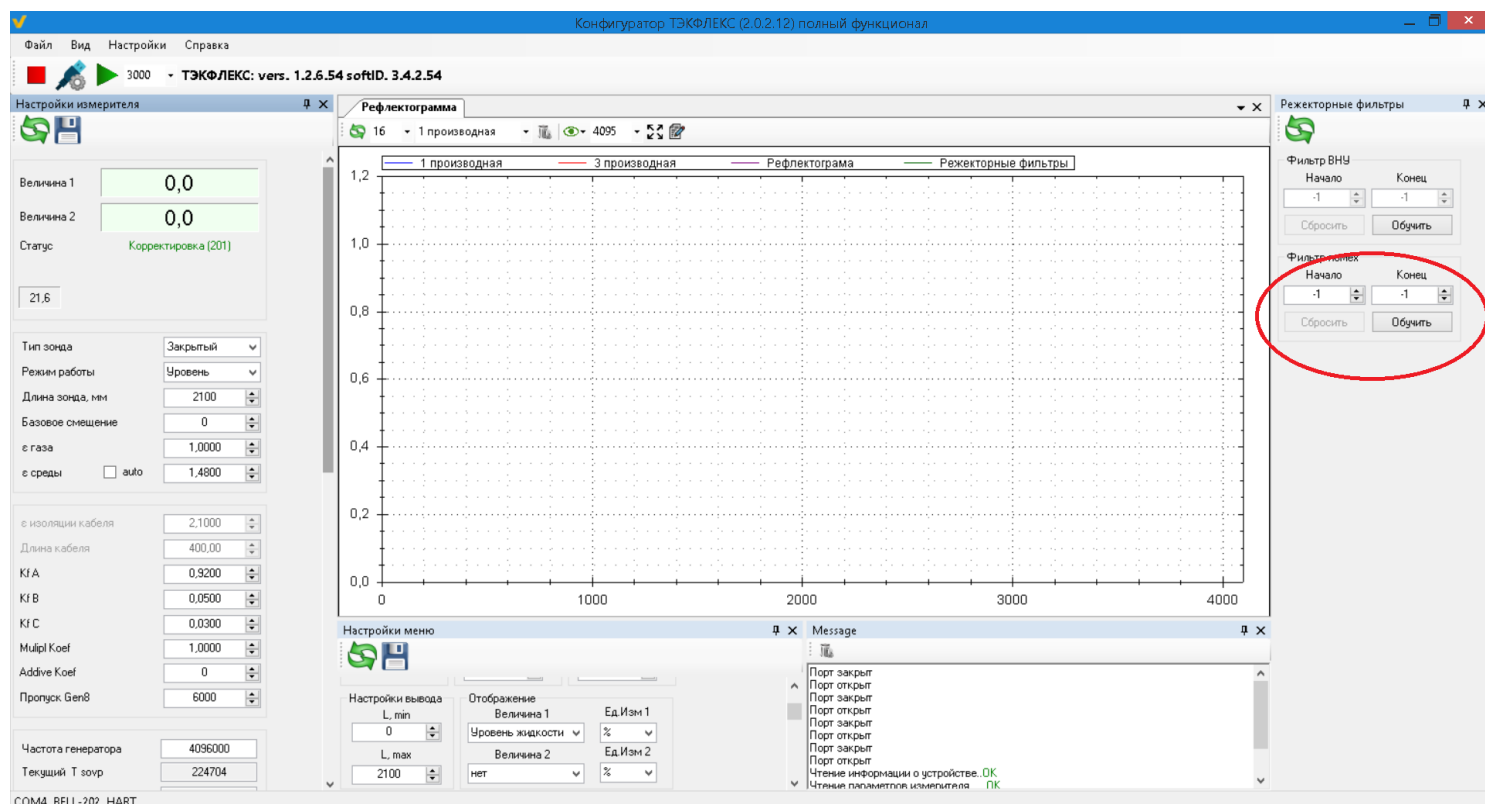 Конфигуратор ТЭКФЛЕКС (2.0.2.12) полный функционал
Файл Вид Настройки Справка
3000 ТЭКФЛЕКС: vers. 1.2.6.54 softID. 3.4.2.54
Настройки измерителя
Величина 1 0,0
Величина 2 0,0
Статус Корректировка (201)
21,6
Тип зонда Закрытый
Режим работы Уровень
Длина зонда, мм 2100
Базовое смещение 0
ε газа 1,0000
ε среды auto 1,4800
ε изоляции кабеля 2,1000
Длина кабеля 400,00
Kf A 0,9200
Kf B 0,0500
Kf C 0,0300
Mulipl Koef 1,0000
Addive Koef 0
Пропуск Gen8 6000
Частота генератора 4096000
Текущий T sovp 224704
Рефлектограмма
16 1 производная 4095
1 производная 3 производная Рефлектограма Режекторные фильтры
1,2
1,0
0,8
0,6
0,4
0,2
0,0
0 1000 2000 3000 4000
Настройки меню
Настройки вывода Отображение
L, min Величина 1 Ед.Изм 1
0 Уровень жидкости %
L, max Величина 2 Ед.Изм 2
2100 нет %
Message
Порт закрыт
Порт открыт
Порт закрыт
Порт открыт
Порт закрыт
Порт открыт
Порт закрыт
Порт открыт
Чтение информации о устройстве..OK
Чтение параметров измерителя ... OK
Режекторные фильтры
Фильтр ВНУ
Начало Конец
-1 -1
Сбросить Обучить
Фильтр помех
Начало Конец
-1 -1
Сбросить Обучить
COM4 BELL-202 HART